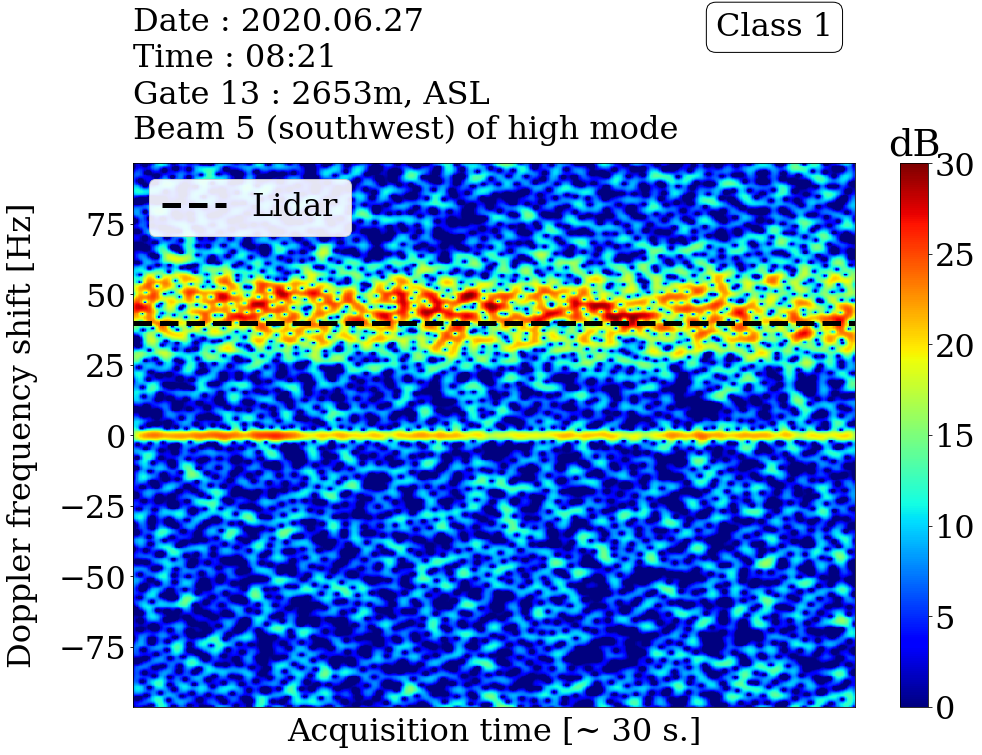 Date : 2020.06.27
Class 1
Time : 08:21
Gate 13 : 2653m, ASL
Beam 5 (southwest) of high mode
dB
Lidar
Doppler frequency shift [Hz]
75
50
25
0
−25
−50
−75
30
25
20
15
10
5
0
Acquisition time [~ 30 s.]